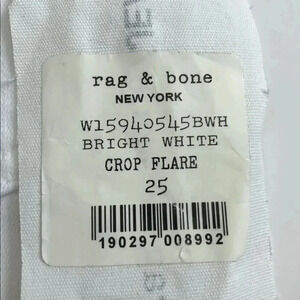 rag & bone
NEW YORK
W15940545BWH
BRIGHT WHITE
CROP FLARE
25
190297 008992